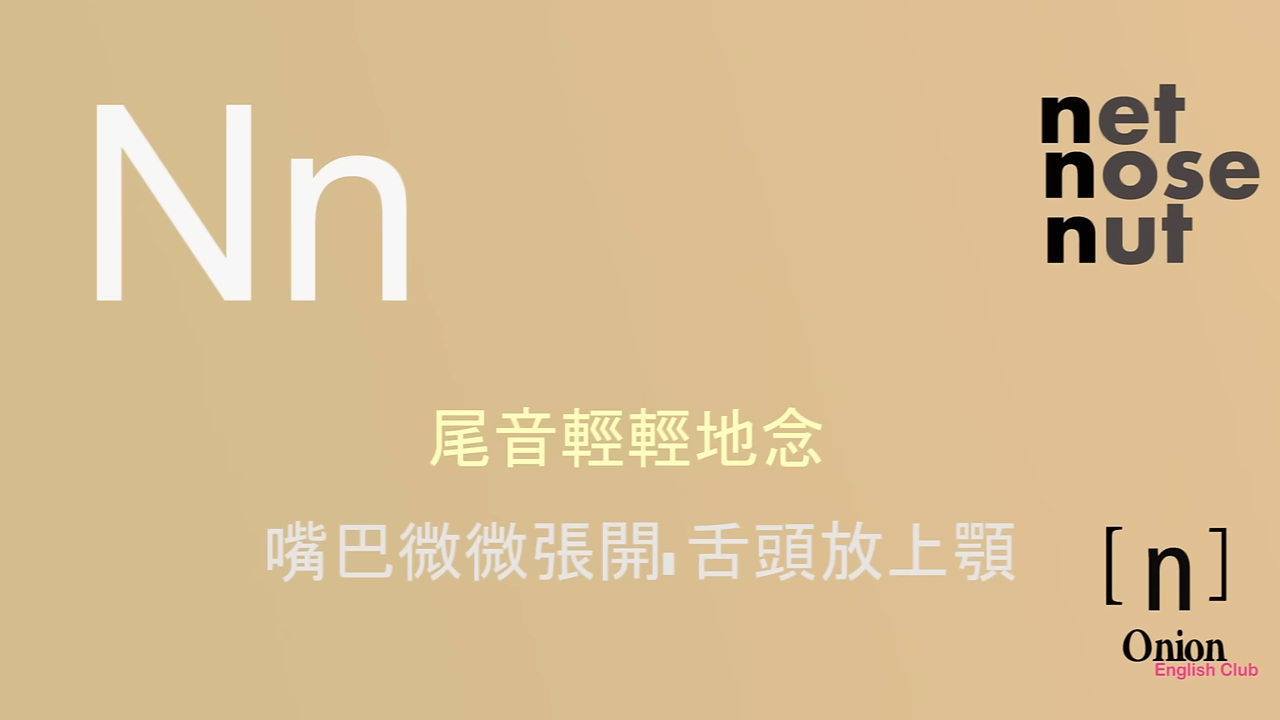 Nn
net
nose
nut
尾音輕輕地念
嘴巴微微張開,舌頭放上顎
[n]
Onion
English Club